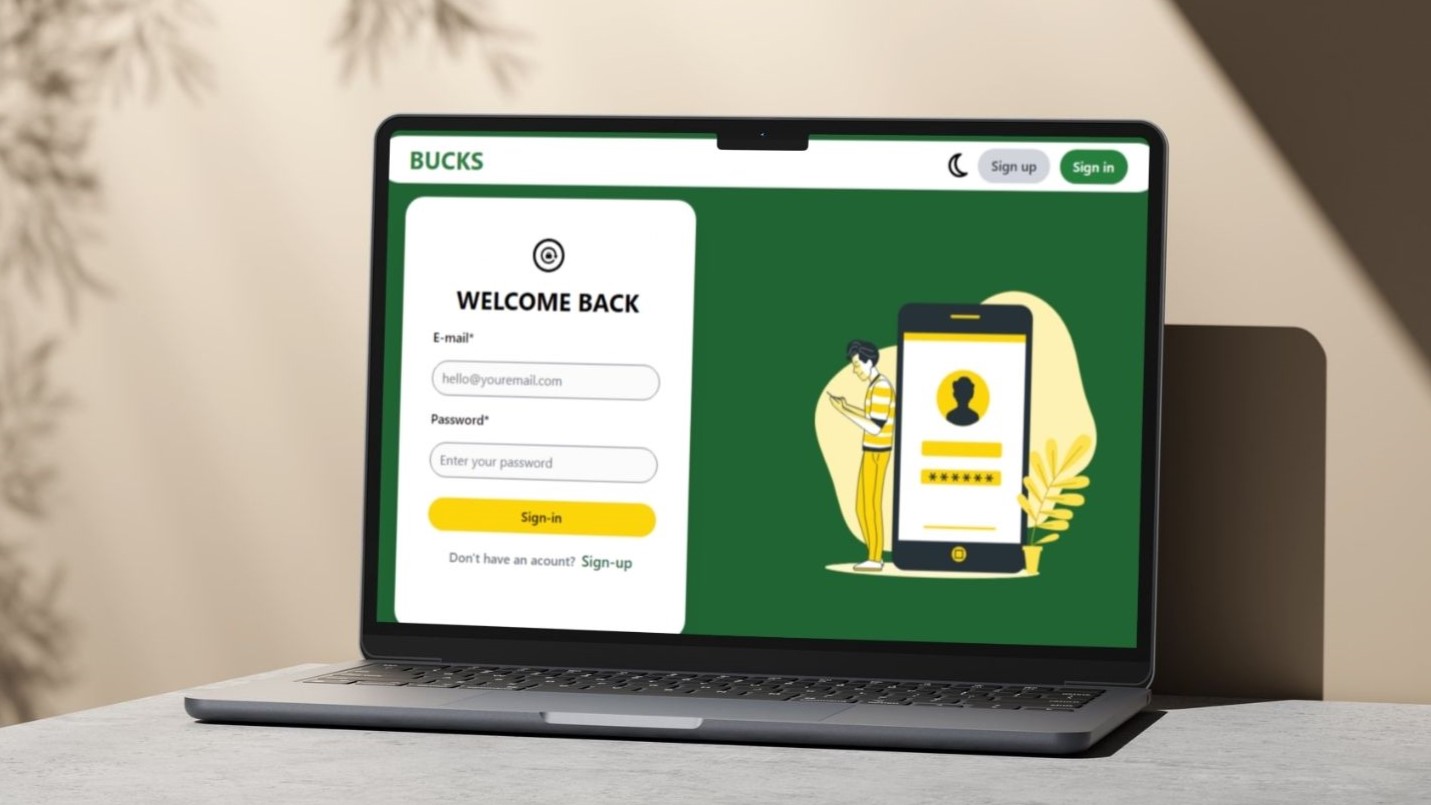 BUCKS
Sign up
Sign in
WELCOME BACK
E-mail*
hello@youremail.com
Password*
Enter your password
Sign-in
Don't have an acount? Sign-up
******